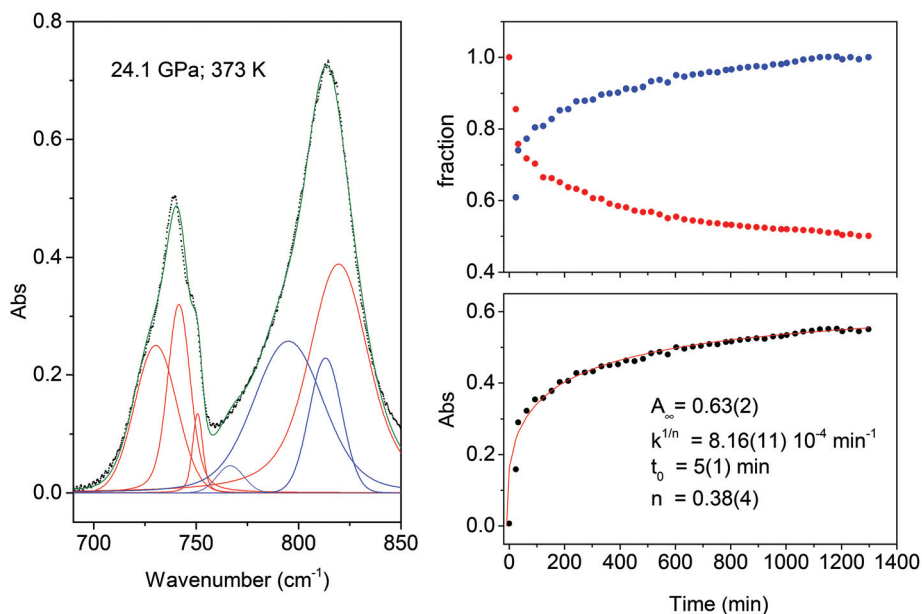 24.1 GPa; 373 K
0.8
0.6
0.4
0.2
0.0
Abs
700
750
800
850
Wavenumber (cm⁻¹)
1.0
0.8
0.6
0.4
fraction
0.6
0.4
0.2
0.0
Abs
A∞ = 0.63(2)
k^1/n = 8.16(11) 10⁻⁴ min⁻¹
t₀ = 5(1) min
n = 0.38(4)
0
200
400
600
800
1000
1200
1400
Time (min)